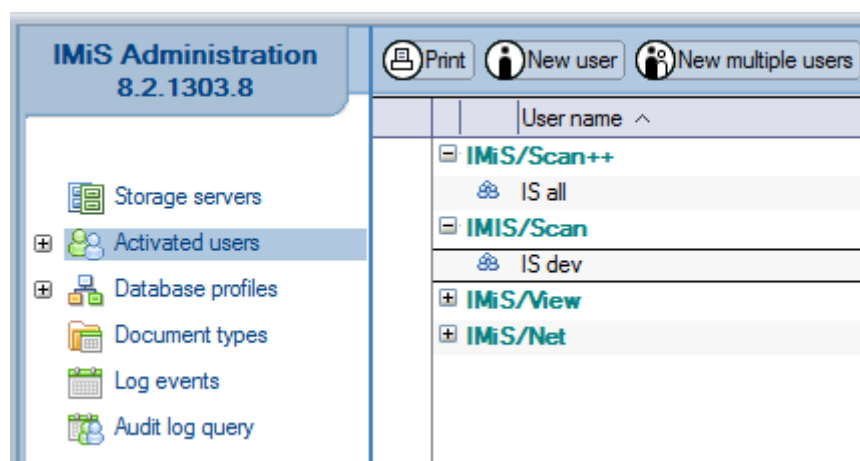 IMiS Administration
8.2.1303.8
Print New user New multiple users
User name
Storage servers
Activated users
Database profiles
Document types
Log events
Audit log query
IMiS/Scan++
IS all
IMIS/Scan
IS dev
IMiS/View
IMiS/Net